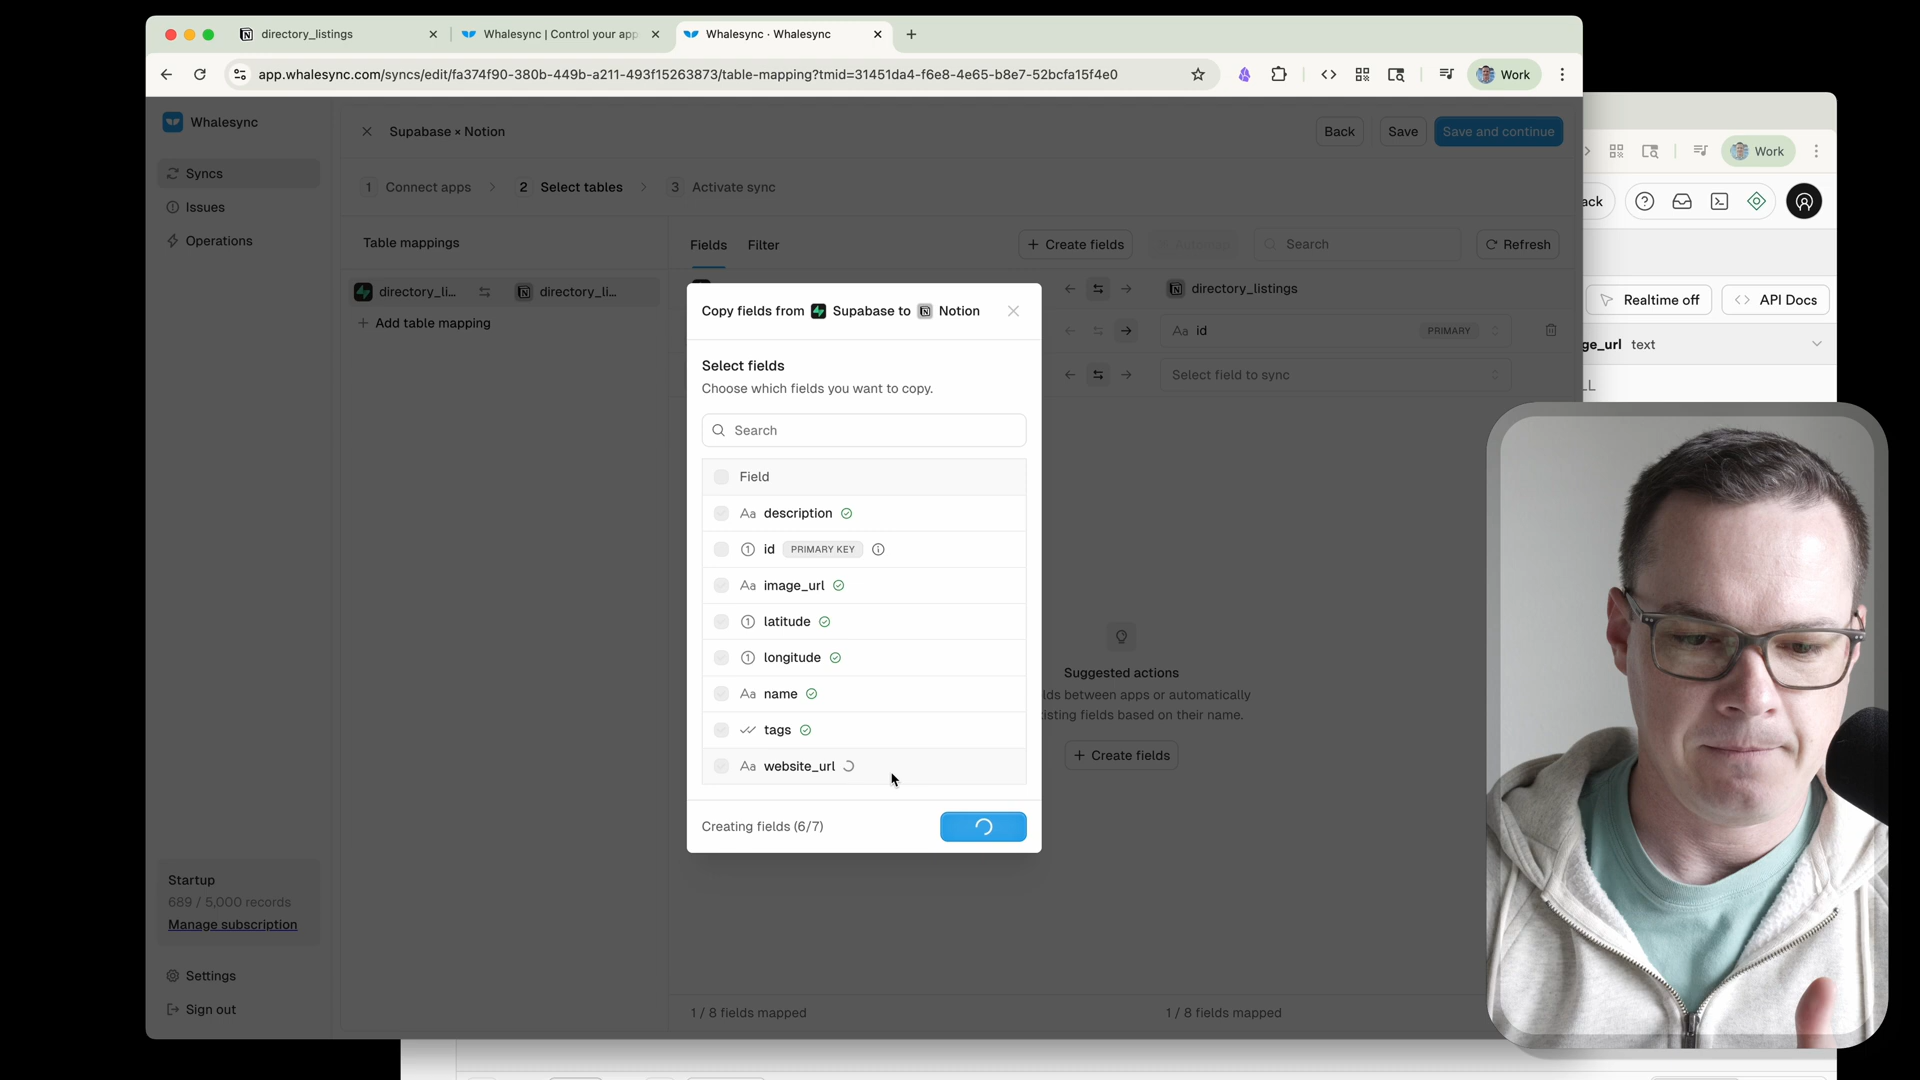 directory_listings
Whalesync | Control your app
Whalesync · Whalesync
app.whalesync.com/syncs/edit/fa374f90-380b-449b-a211-493f15263873/table-mapping?tmid=31451da4-f6e8-4e65-b8e7-52bcfa15f4e0
Work
Work
Whalesync
Supabase × Notion
Back
Save
Save and continue
Syncs
1 Connect apps
2 Select tables
3 Activate sync
ack
Issues
Operations
Table mappings
Fields
Filter
Create fields
Automap
Search
Refresh
directory_li...
directory_li...
directory_listings
Realtime off
API Docs
Add table mapping
Copy fields from Supabase to Notion
Aa id PRIMARY
ge_url text
Select fields
Choose which fields you want to copy.
Select field to sync
LL
Search
Field
Aa description
1 id PRIMARY KEY
Aa image_url
1 latitude
1 longitude
Aa name
tags
Aa website_url
Suggested actions
lds between apps or automatically
isting fields based on their name.
Create fields
Creating fields (6/7)
Startup
689 / 5,000 records
Manage subscription
Settings
Sign out
1 / 8 fields mapped
1 / 8 fields mapped